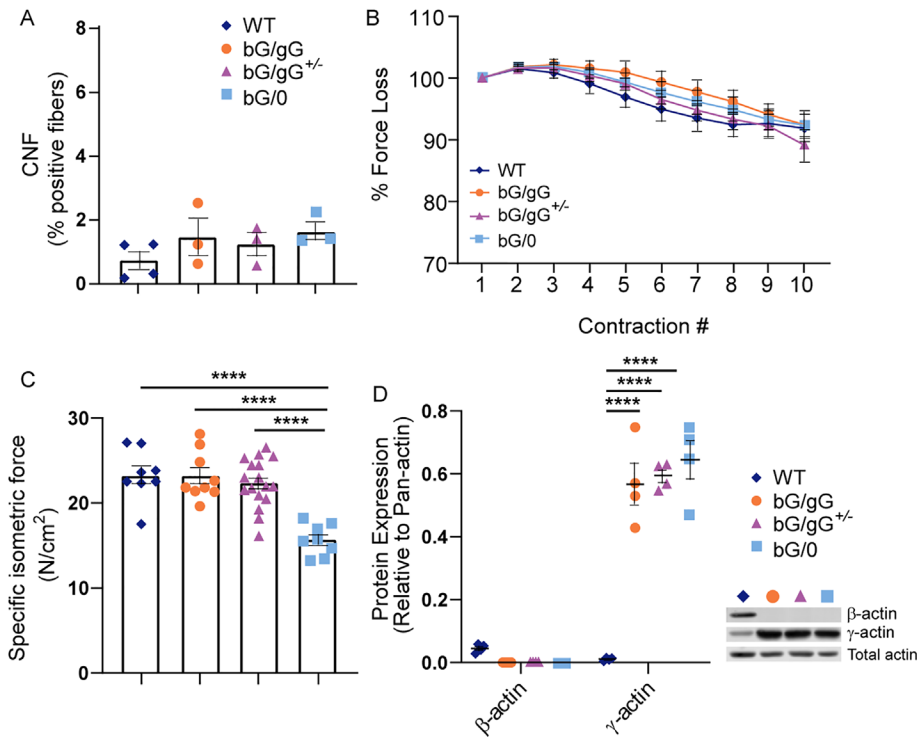 A
CNF
(% positive fibers)
8
6
4
2
0
WT
bG/gG
bG/gG+/-
bG/0
B
% Force Loss
110
100
90
80
70
WT
bG/gG
bG/gG+/-
bG/0
1 2 3 4 5 6 7 8 9 10
Contraction #
C
Specific isometric force
(N/cm2)
30
20
10
0
****
****
****
D
Protein Expression
(Relative to Pan-actin)
0.8
0.6
0.4
0.2
0.0
****
****
****
β-actin
γ-actin
WT
bG/gG
bG/gG+/-
bG/0
β-actin
γ-actin
Total actin